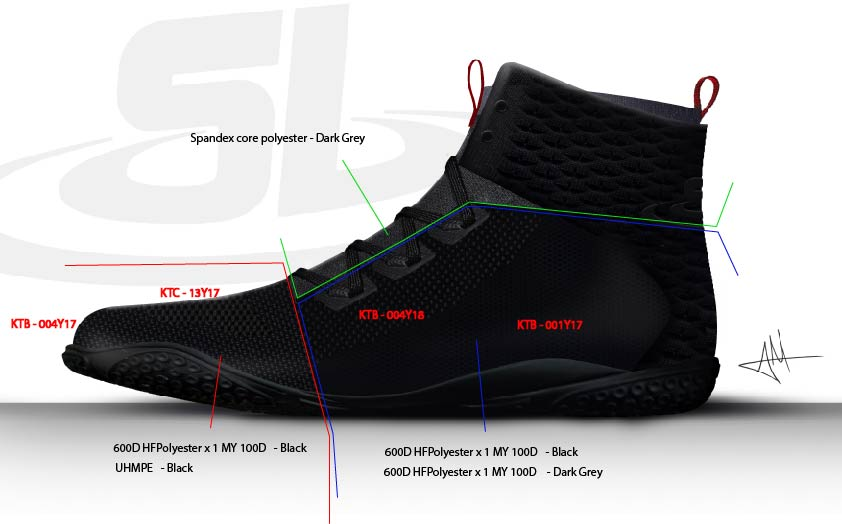 SL
Spandex core polyester - Dark Grey
KTC - 13Y17
KTB - 004Y17
KTB - 004Y18
KTB - 001Y17
600D HFPolyester x 1 MY 100D - Black
UHMPE - Black
600D HFPolyester x 1 MY 100D - Black
600D HFPolyester x 1 MY 100D - Dark Grey